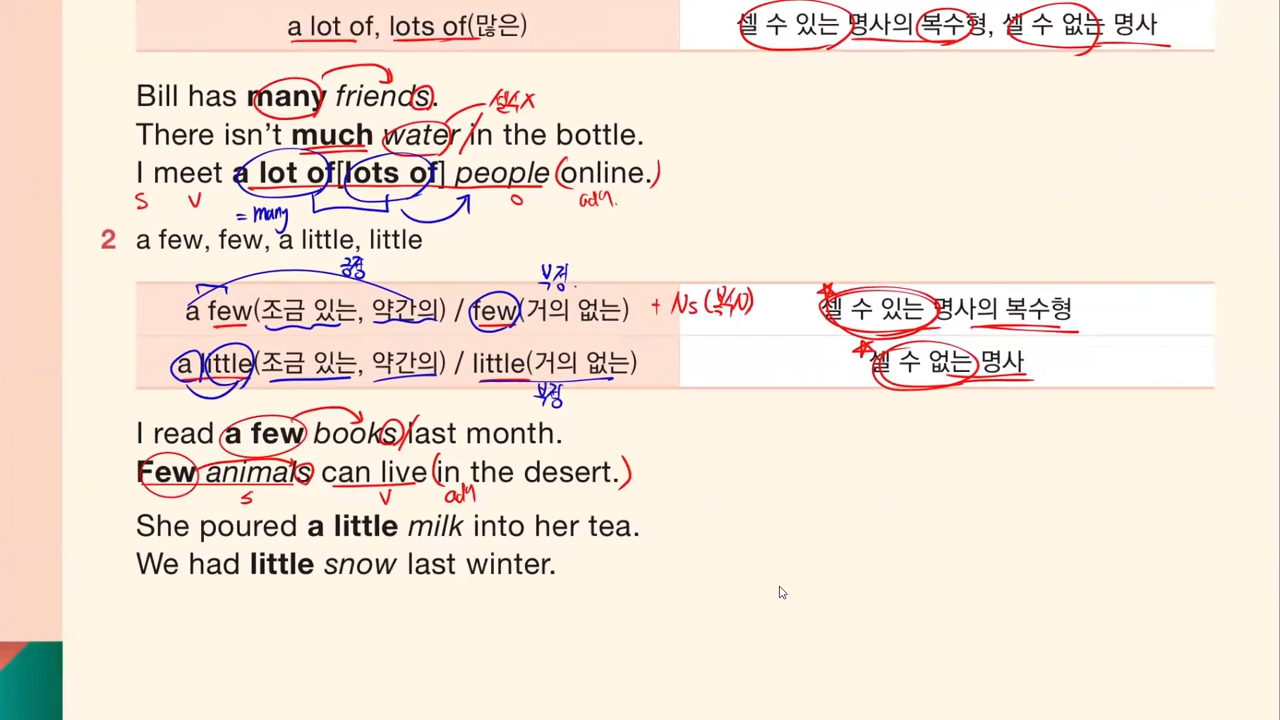 a lot of, lots of(많은) 셀 수 있는 명사의 복수형, 셀 수 없는 명사
Bill has many friends.
셀수X
There isn't much water in the bottle.
I meet a lot of[lots of] people (online.)
S V O adv.
= many
2 a few, few, a little, little
긍정 부정
a few(조금 있는, 약간의) / few(거의 없는) + Ns (복수N) 셀 수 있는 명사의 복수형
a little(조금 있는, 약간의) / little(거의 없는) 셀 수 없는 명사
부정
I read a few books / last month.
Few animals can live (in the desert.)
S V adv
She poured a little milk into her tea.
We had little snow last winter.